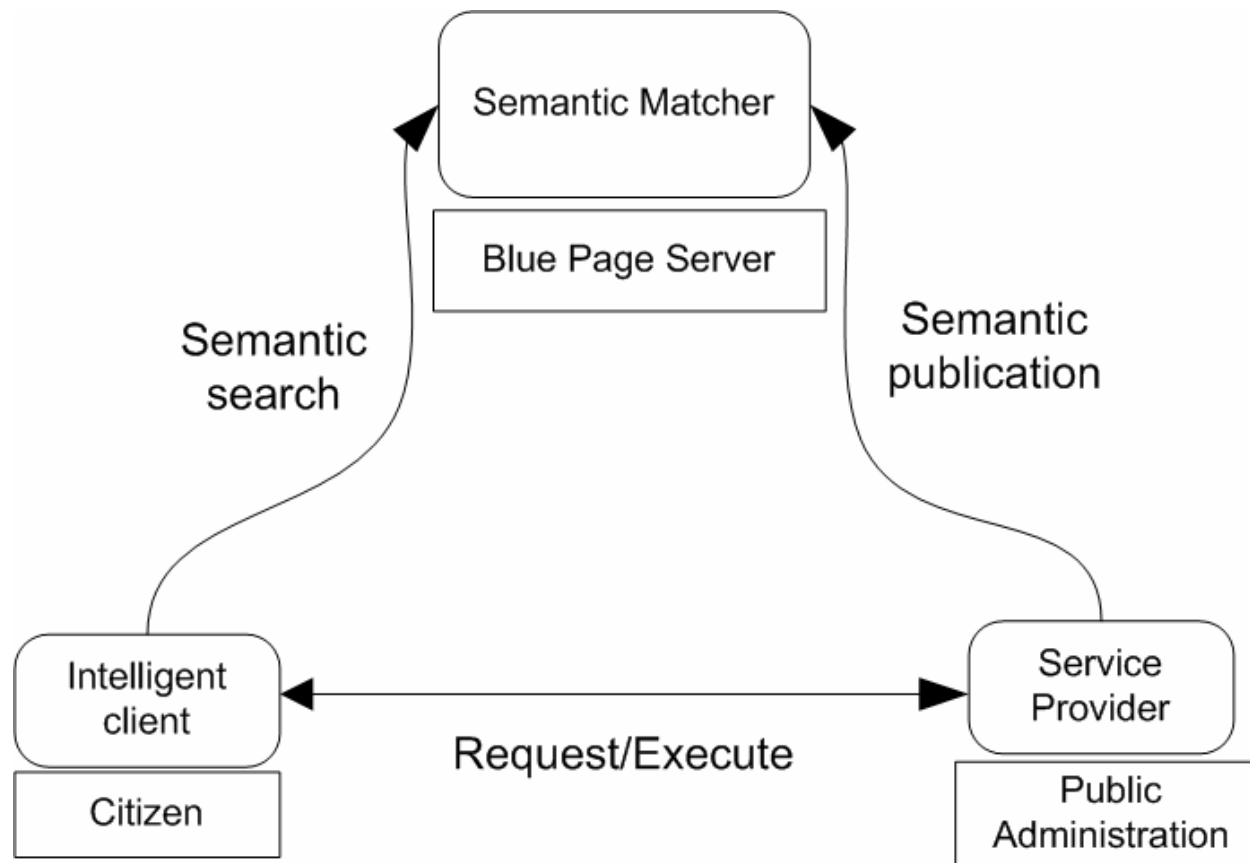 Semantic Matcher
Blue Page Server
Semantic
search
Semantic
publication
Intelligent
client
Service
Provider
Request/Execute
Citizen
Public
Administration